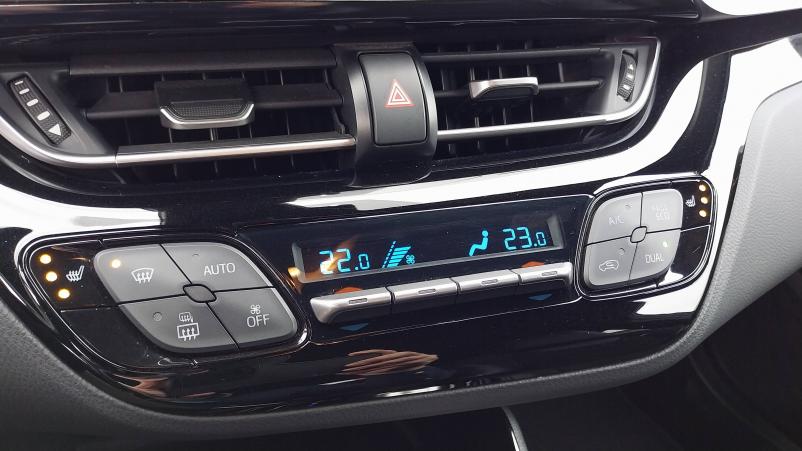 22.0 23.0
AUTO
OFF
A/C
ECO
DUAL